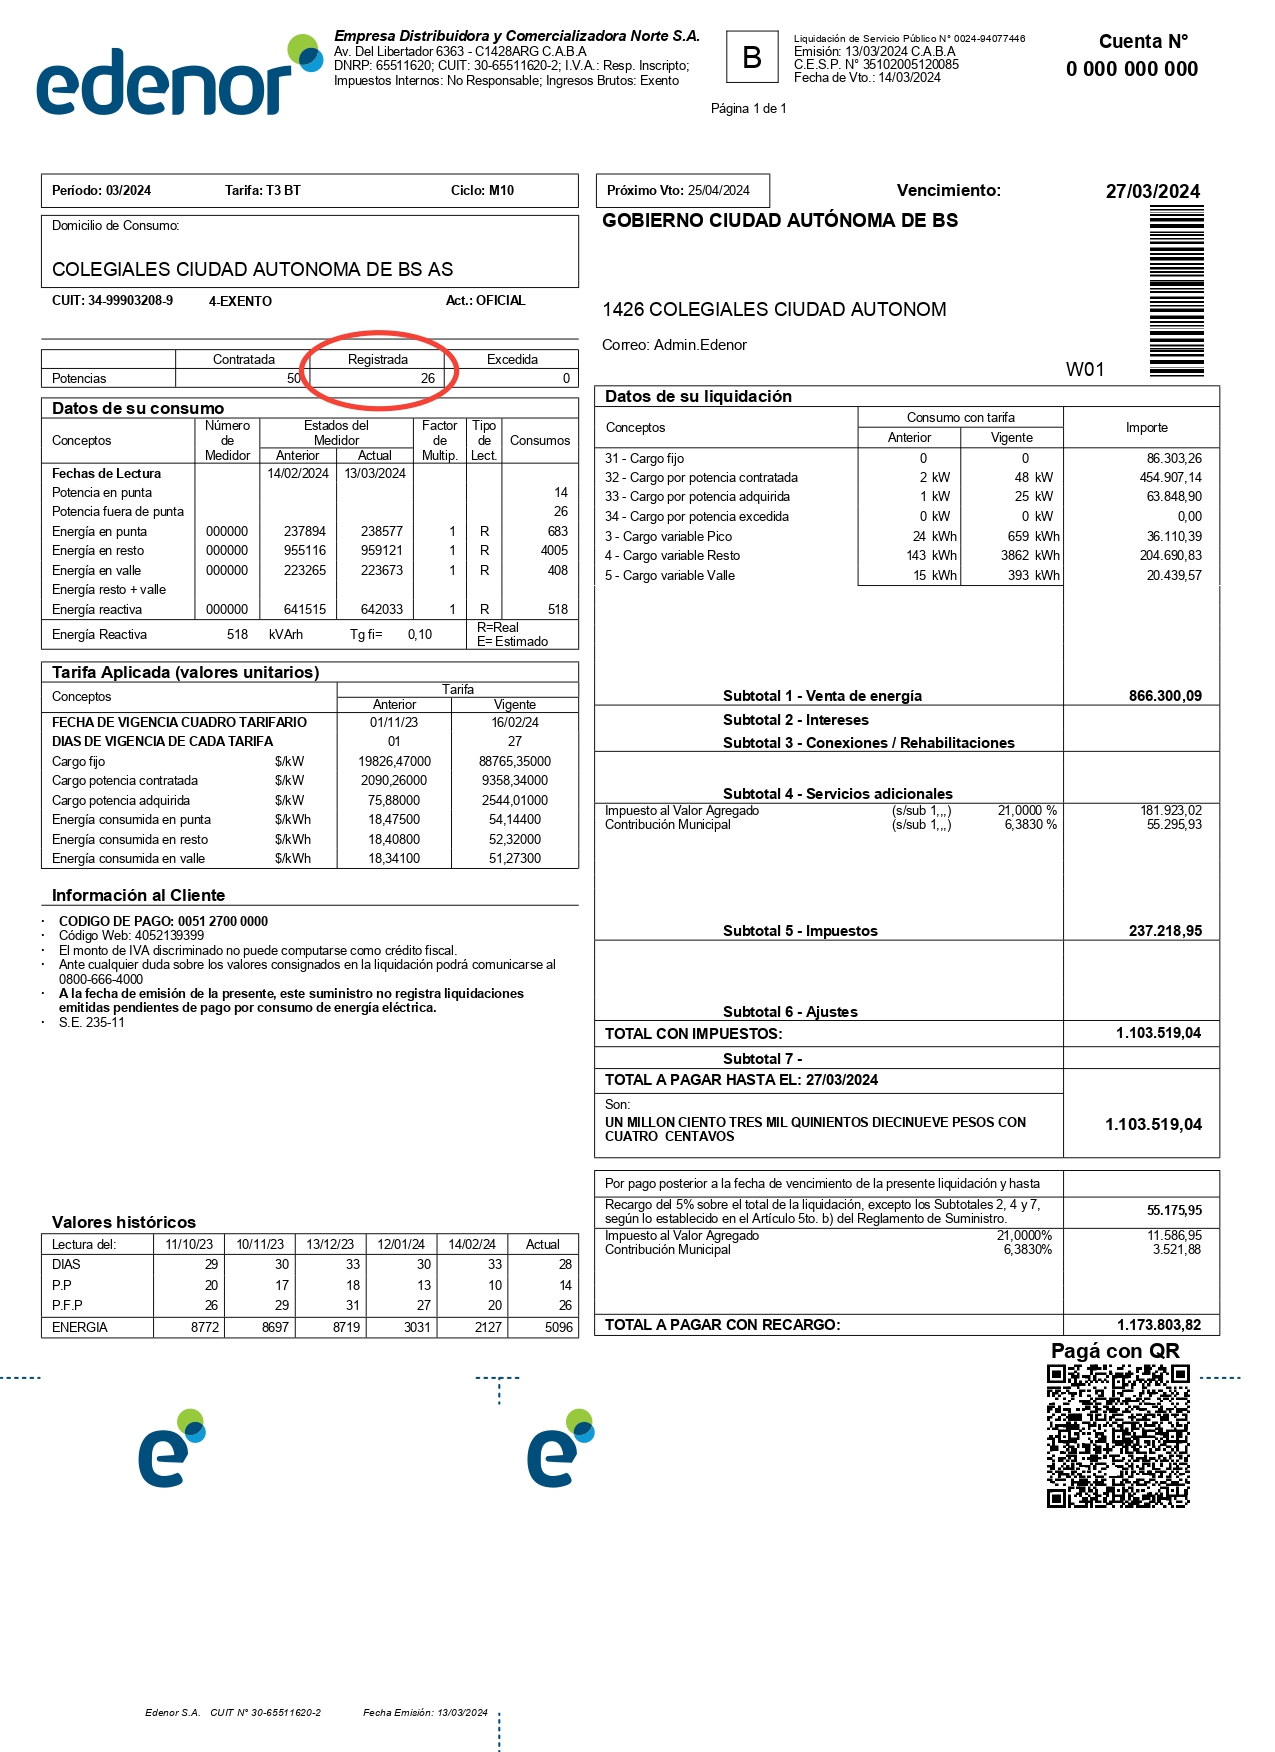 edenor
Empresa Distribuidora y Comercializadora Norte S.A.
Av. Del Libertador 6363 - C1428ARG C.A.B.A
DNRP: 65511620; CUIT: 30-65511620-2; I.V.A.: Resp. Inscripto;
Impuestos Internos: No Responsable; Ingresos Brutos: Exento
B
Página 1 de 1
Liquidación de Servicio Público N° 0024-94077446
Emisión: 13/03/2024 C.A.B.A
C.E.S.P. N° 35102005120085
Fecha de Vto.: 14/03/2024
Cuenta N°
0 000 000 000
Período: 03/2024 Tarifa: T3 BT Ciclo: M10
Próximo Vto: 25/04/2024 Vencimiento: 27/03/2024
Domicilio de Consumo:
COLEGIALES CIUDAD AUTONOMA DE BS AS
CUIT: 34-99903208-9 4-EXENTO Act.: OFICIAL
GOBIERNO CIUDAD AUTÓNOMA DE BS
1426 COLEGIALES CIUDAD AUTONOM
Correo: Admin.Edenor
W01
Contratada Registrada Excedida
Potencias 50 26 0
Datos de su consumo
Conceptos Número de Medidor Estados del Medidor Anterior Actual Factor de Multip. Tipo de Lect. Consumos
Fechas de Lectura 14/02/2024 13/03/2024
Potencia en punta 14
Potencia fuera de punta 26
Energía en punta 000000 237894 238577 1 R 683
Energía en resto 000000 955116 959121 1 R 4005
Energía en valle 000000 223265 223673 1 R 408
Energía resto + valle
Energía reactiva 000000 641515 642033 1 R 518
Energía Reactiva 518 kVArh Tg fi= 0,10 R=Real
E= Estimado
Tarifa Aplicada (valores unitarios)
Conceptos Tarifa
Anterior Vigente
FECHA DE VIGENCIA CUADRO TARIFARIO 01/11/23 16/02/24
DIAS DE VIGENCIA DE CADA TARIFA 01 27
Cargo fijo $/kW 19826,47000 88765,35000
Cargo potencia contratada $/kW 2090,26000 9358,34000
Cargo potencia adquirida $/kW 75,88000 2544,01000
Energía consumida en punta $/kWh 18,47500 54,14400
Energía consumida en resto $/kWh 18,40800 52,32000
Energía consumida en valle $/kWh 18,34100 51,27300
Información al Cliente
· CODIGO DE PAGO: 0051 2700 0000
· Código Web: 4052139399
· El monto de IVA discriminado no puede computarse como crédito fiscal.
· Ante cualquier duda sobre los valores consignados en la liquidación podrá comunicarse al
0800-666-4000
· A la fecha de emisión de la presente, este suministro no registra liquidaciones
emitidas pendientes de pago por consumo de energía eléctrica.
· S.E. 235-11
Valores históricos
Lectura del: 11/10/23 10/11/23 13/12/23 12/01/24 14/02/24 Actual
DIAS 29 30 33 30 33 28
P.P 20 17 18 13 10 14
P.F.P 26 29 31 27 20 26
ENERGIA 8772 8697 8719 3031 2127 5096
Datos de su liquidación
Conceptos Consumo con tarifa Importe
Anterior Vigente
31 - Cargo fijo 0 0 86.303,26
32 - Cargo por potencia contratada 2 kW 48 kW 454.907,14
33 - Cargo por potencia adquirida 1 kW 25 kW 63.848,90
34 - Cargo por potencia excedida 0 kW 0 kW 0,00
3 - Cargo variable Pico 24 kWh 659 kWh 36.110,39
4 - Cargo variable Resto 143 kWh 3862 kWh 204.690,83
5 - Cargo variable Valle 15 kWh 393 kWh 20.439,57
Subtotal 1 - Venta de energía 866.300,09
Subtotal 2 - Intereses
Subtotal 3 - Conexiones / Rehabilitaciones
Subtotal 4 - Servicios adicionales
Impuesto al Valor Agregado (s/sub 1,,,) 21,0000 % 181.923,02
Contribución Municipal (s/sub 1,,,) 6,3830 % 55.295,93
Subtotal 5 - Impuestos 237.218,95
Subtotal 6 - Ajustes
TOTAL CON IMPUESTOS: 1.103.519,04
Subtotal 7 -
TOTAL A PAGAR HASTA EL: 27/03/2024
Son:
UN MILLON CIENTO TRES MIL QUINIENTOS DIECINUEVE PESOS CON
CUATRO CENTAVOS
1.103.519,04
Por pago posterior a la fecha de vencimiento de la presente liquidación y hasta
Recargo del 5% sobre el total de la liquidación, excepto los Subtotales 2, 4 y 7,
según lo establecido en el Artículo 5to. b) del Reglamento de Suministro.
55.175,95
Impuesto al Valor Agregado 21,0000% 11.586,95
Contribución Municipal 6,3830% 3.521,88
TOTAL A PAGAR CON RECARGO: 1.173.803,82
Pagá con QR
e
e
Edenor S.A. CUIT N° 30-65511620-2 Fecha Emisión: 13/03/2024